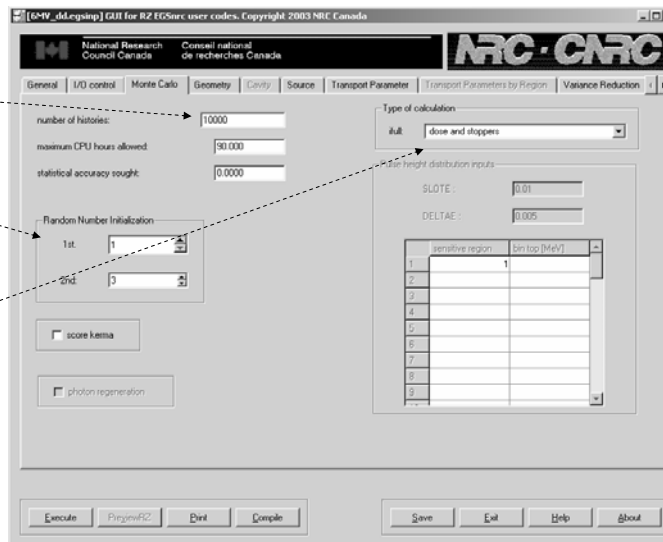 [6MV_dd.egsinp] GUI for RZ EGSnrc user codes. Copyright 2003 NRC Canada
National Research Council Canada
Conseil national de recherches Canada
NRC·CNRC
General I/O control Monte Carlo Geometry Cavity Source Transport Parameter Transport Parameters by Region Variance Reduction
number of histories: 10000
maximum CPU hours allowed: 90.000
statistical accuracy sought: 0.0000
Type of calculation
ifull: dose and stoppers
Pulse height distribution inputs
SLOTE : 0.01
DELTAE : 0.005
sensitive region bin top [MeV]
1 1
2
3
4
5
6
7
8
9
Random Number Initialization
1st. 1
2nd: 3
score kerma
photon regeneration
Execute PreviewRZ Print Compile Save Exit Help About